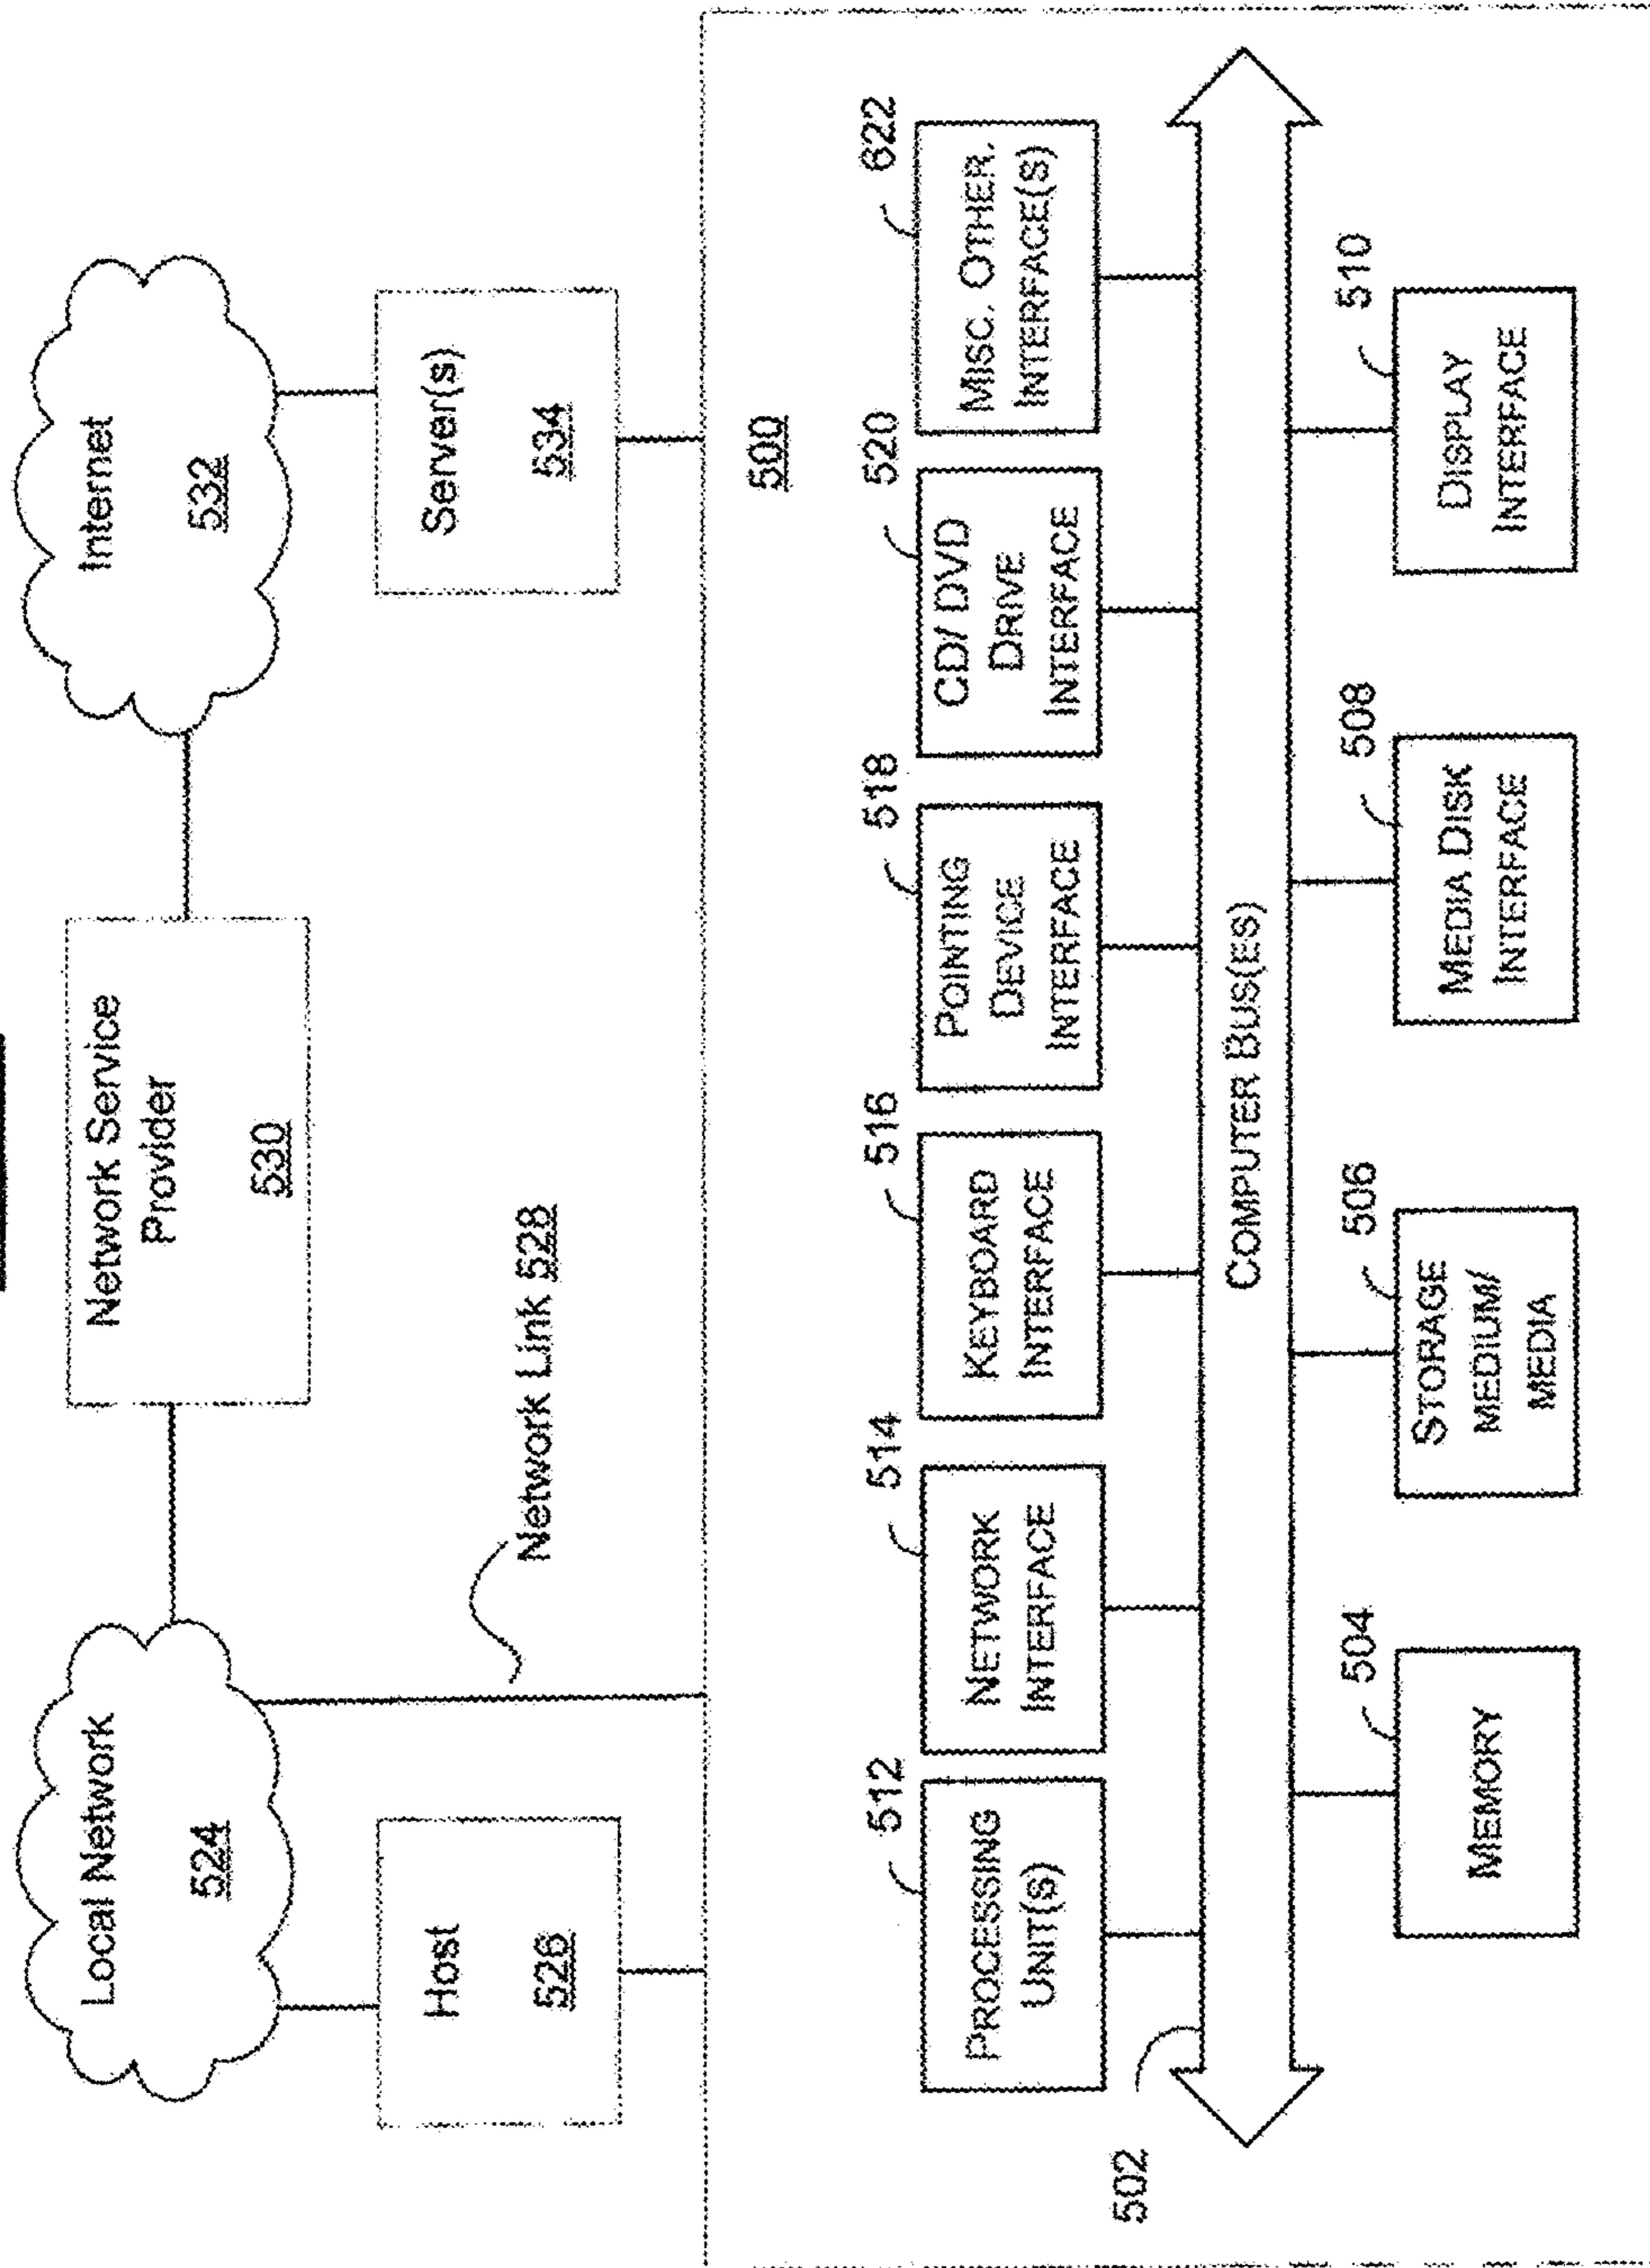 Local Network
524
Network Service
Provider
530
Internet
532
Host
526
Network Link 528
Server(s)
534
500
512
514
516
518
520
622
PROCESSING
UNIT(S)
NETWORK
INTERFACE
KEYBOARD
INTERFACE
POINTING
DEVICE
INTERFACE
CD/ DVD
DRIVE
INTERFACE
MISC. OTHER.
INTERFACE(S)
502
COMPUTER BUS(ES)
504
506
508
510
MEMORY
STORAGE
MEDIUM/
MEDIA
MEDIA DISK
INTERFACE
DISPLAY
INTERFACE